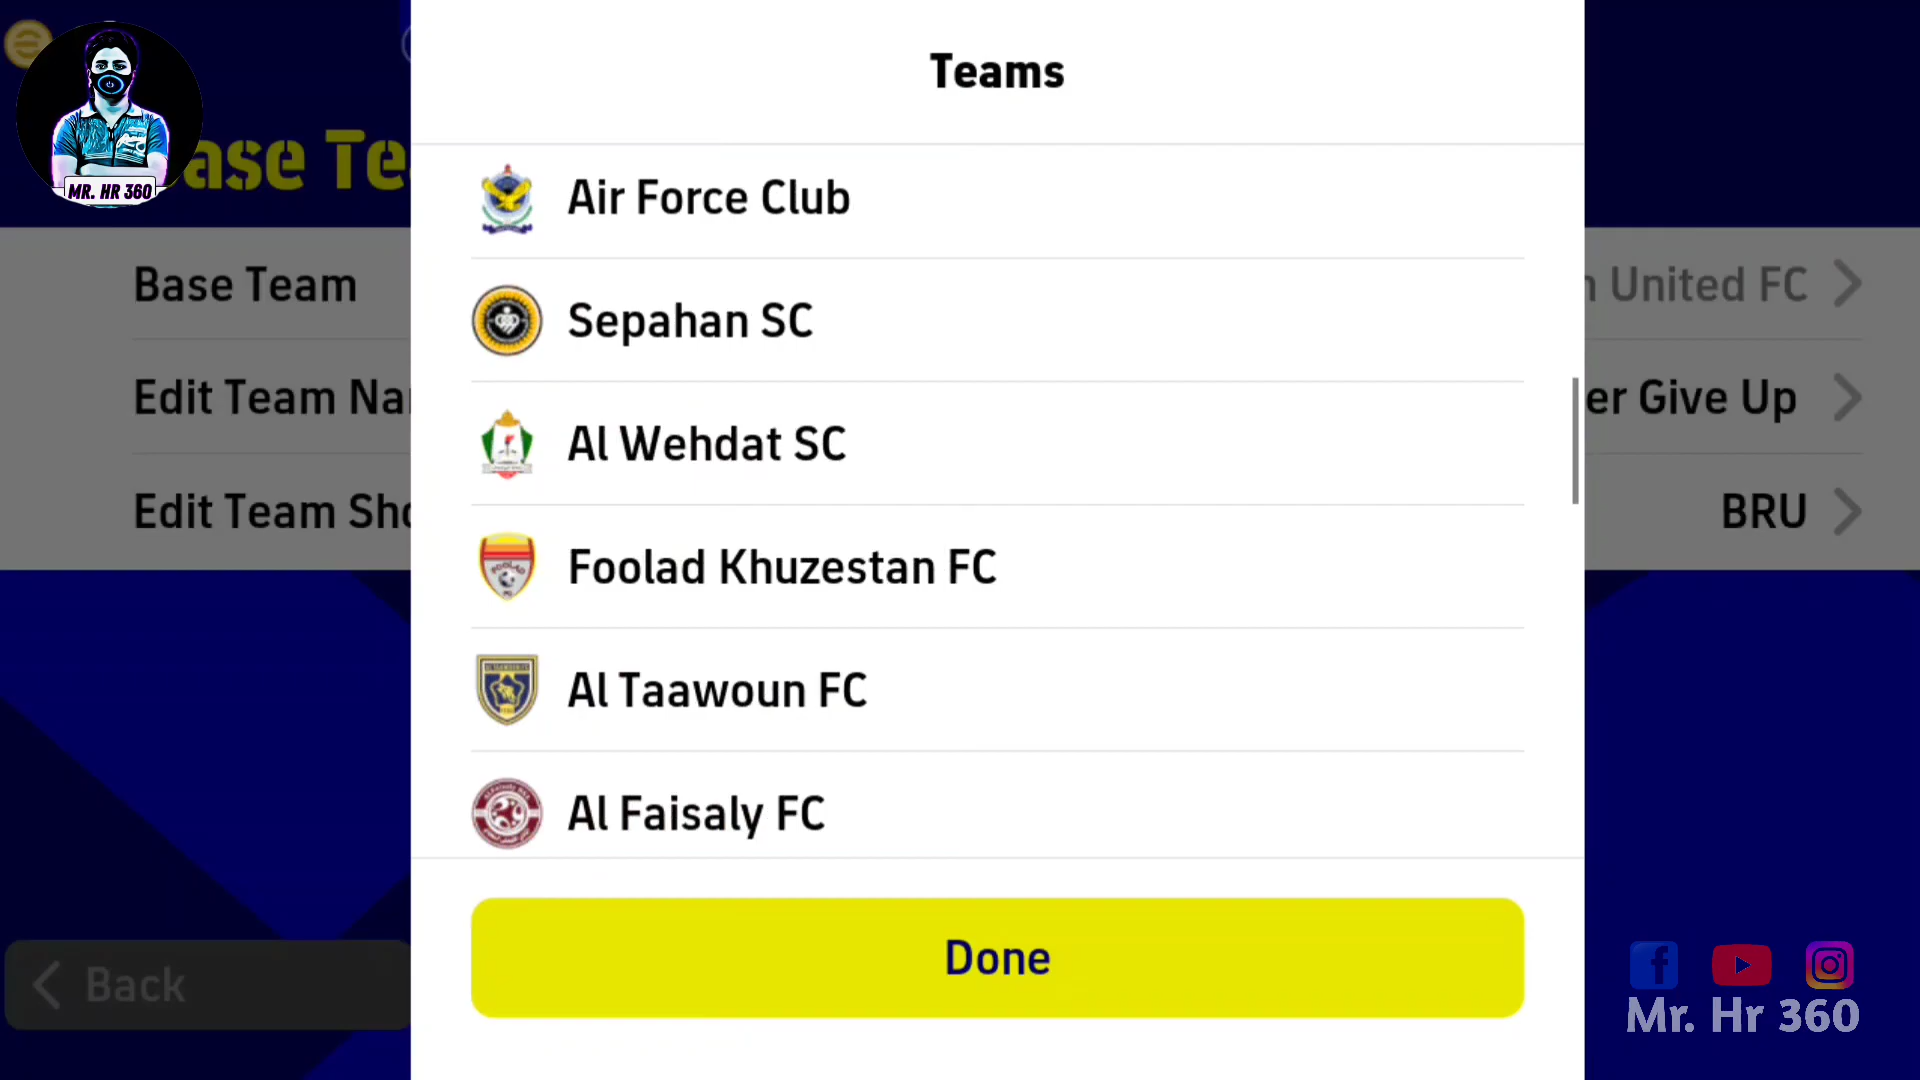 Teams
MR. HR 360
ase Te
Air Force Club
Base Team
United FC
Sepahan SC
Edit Team Na
er Give Up
Al Wehdat SC
Edit Team Sho
BRU
Foolad Khuzestan FC
FOOLAD
Al Taawoun FC
Al Faisaly FC
Done
Back
Mr. Hr 360